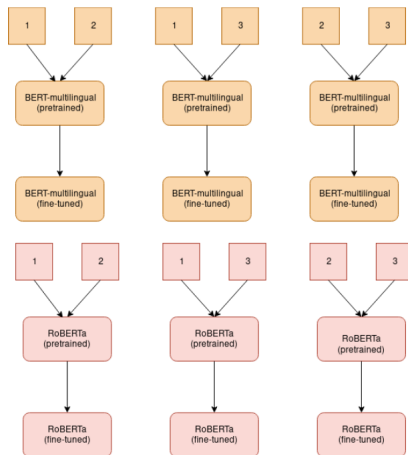 1 2 1 3 2 3
BERT-multilingual BERT-multilingual BERT-multilingual
(pretrained) (pretrained) (pretrained)
BERT-multilingual BERT-multilingual BERT-multilingual
(fine-tuned) (fine-tuned) (fine-tuned)
1 2 1 3 2 3
RoBERTa RoBERTa RoBERTa
(pretrained) (pretrained) (pretrained)
RoBERTa RoBERTa RoBERTa
(fine-tuned) (fine-tuned) (fine-tuned)